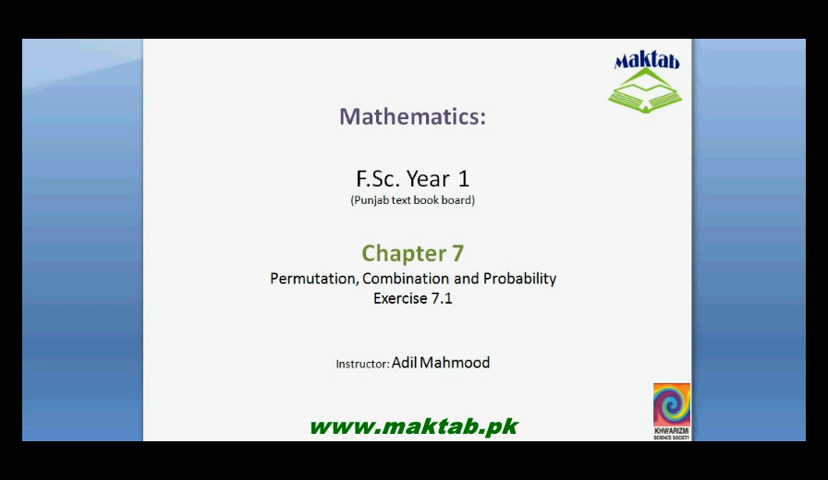 Maktab
Mathematics:
F.Sc. Year 1
(Punjab text book board)
Chapter 7
Permutation, Combination and Probability
Exercise 7.1
Instructor: Adil Mahmood
www.maktab.pk
KHWARIZMI
SCIENCE SOCIETY